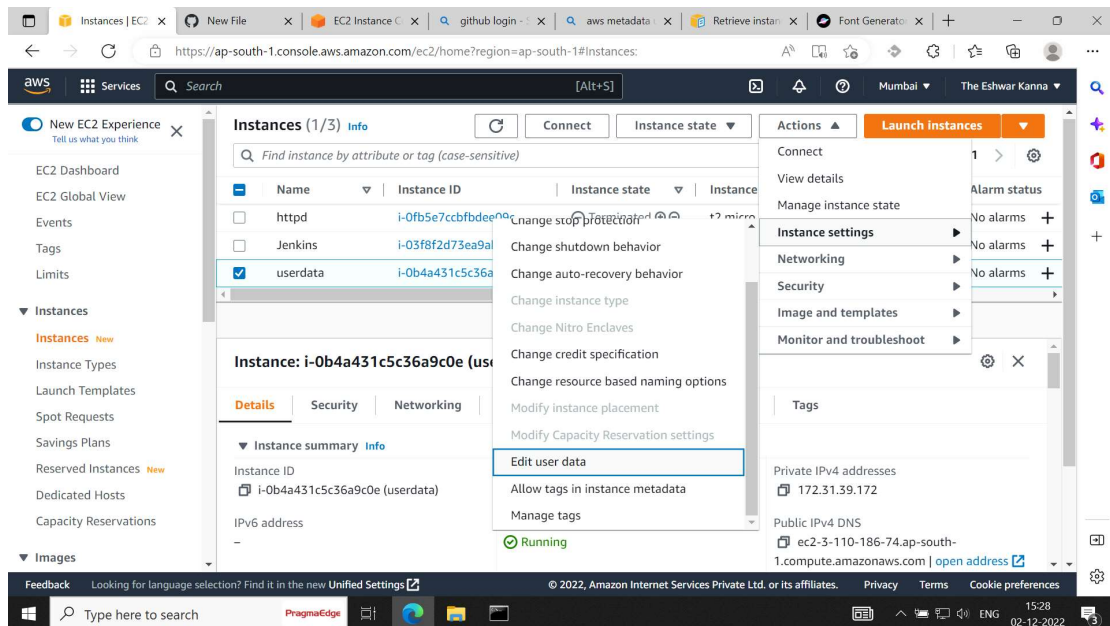 Instances | EC2
New File
EC2 Instance C
github login - S
aws metadata
Retrieve instan
Font Generato
https://ap-south-1.console.aws.amazon.com/ec2/home?region=ap-south-1#Instances:
aws
Services
Search
[Alt+S]
Mumbai ▼
The Eshwar Kanna ▼
New EC2 Experience
Tell us what you think
EC2 Dashboard
EC2 Global View
Events
Tags
Limits
▼ Instances
Instances New
Instance Types
Launch Templates
Spot Requests
Savings Plans
Reserved Instances New
Dedicated Hosts
Capacity Reservations
▼ Images
Instances (1/3) Info
Connect
Instance state ▼
Actions ▲
Launch instances
Find instance by attribute or tag (case-sensitive)
1
Name
Instance ID
Instance state
Instance
Alarm status
httpd
i-0fb5e7ccbfbdee09c
Terminated
t2.micro
No alarms +
Jenkins
i-03f8f2d73ea9a
No alarms +
userdata
i-0b4a431c5c36a
No alarms +
Connect
View details
Manage instance state
Instance settings
Networking
Security
Image and templates
Monitor and troubleshoot
Change stop protection
Change shutdown behavior
Change auto-recovery behavior
Change instance type
Change Nitro Enclaves
Change credit specification
Change resource based naming options
Modify instance placement
Modify Capacity Reservation settings
Edit user data
Allow tags in instance metadata
Manage tags
Instance: i-0b4a431c5c36a9c0e (use
Details
Security
Networking
Tags
▼ Instance summary Info
Instance ID
i-0b4a431c5c36a9c0e (userdata)
IPv6 address
–
Running
Private IPv4 addresses
172.31.39.172
Public IPv4 DNS
ec2-3-110-186-74.ap-south-
1.compute.amazonaws.com | open address
Feedback
Looking for language selection? Find it in the new Unified Settings
© 2022, Amazon Internet Services Private Ltd. or its affiliates.
Privacy
Terms
Cookie preferences
Type here to search
PragmaEdge
ENG
15:28
02-12-2022
3